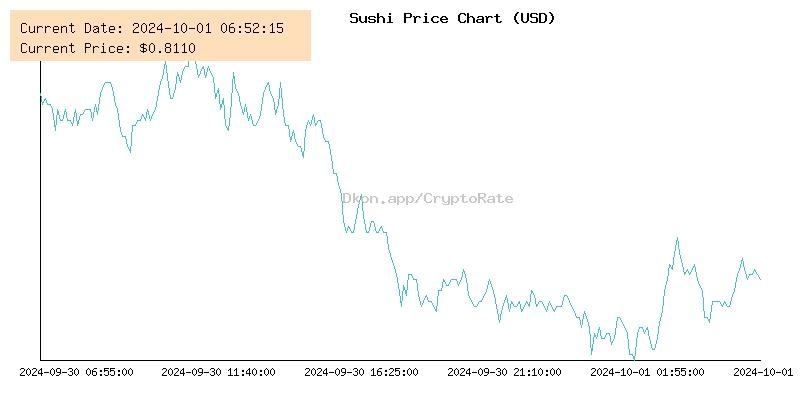 Sushi Price Chart (USD)
Current Date: 2024-10-01 06:52:15
Current Price: $0.8110
Dkon.app/CryptoRate
2024-09-30 06:55:00 2024-09-30 11:40:00 2024-09-30 16:25:00 2024-09-30 21:10:00 2024-10-01 01:55:00 2024-10-01